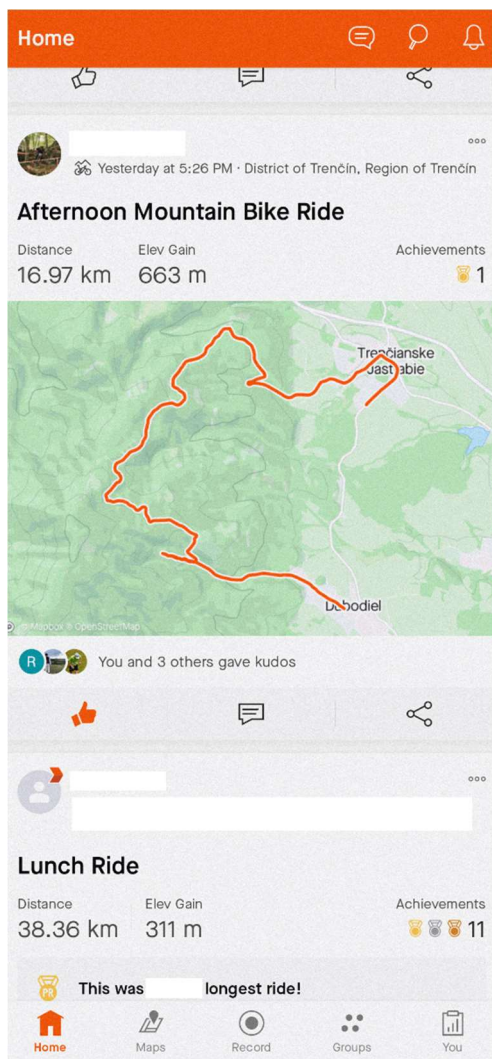 Home
Yesterday at 5:26 PM · District of Trenčín, Region of Trenčín
Afternoon Mountain Bike Ride
Distance Elev Gain Achievements
16.97 km 663 m 1
Trenčianske
Jastrabie
Dubodiel
© Mapbox © OpenStreetMap
R You and 3 others gave kudos
Lunch Ride
Distance Elev Gain Achievements
38.36 km 311 m 11
PR This was longest ride!
Home Maps Record Groups You